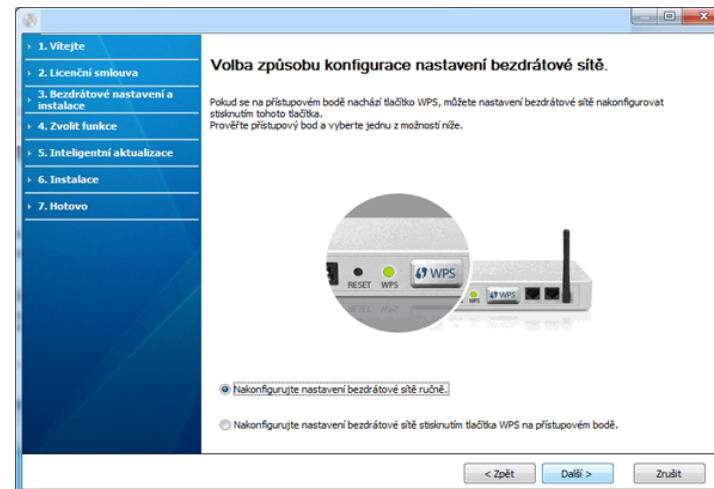 1. Vítejte
2. Licenční smlouva
3. Bezdrátové nastavení a
instalace
4. Zvolit funkce
5. Inteligentní aktualizace
6. Instalace
7. Hotovo
Volba způsobu konfigurace nastavení bezdrátové sítě.
Pokud se na přístupovém bodě nachází tlačítko WPS, můžete nastavení bezdrátové sítě nakonfigurovat
stisknutím tohoto tlačítka.
Prověřte přístupový bod a vyberte jednu z možností níže.
RESET WPS WPS
WPS WPS
Nakonfigurujte nastavení bezdrátové sítě ručně.
Nakonfigurujte nastavení bezdrátové sítě stisknutím tlačítka WPS na přístupovém bodě.
< Zpět Další > Zrušit